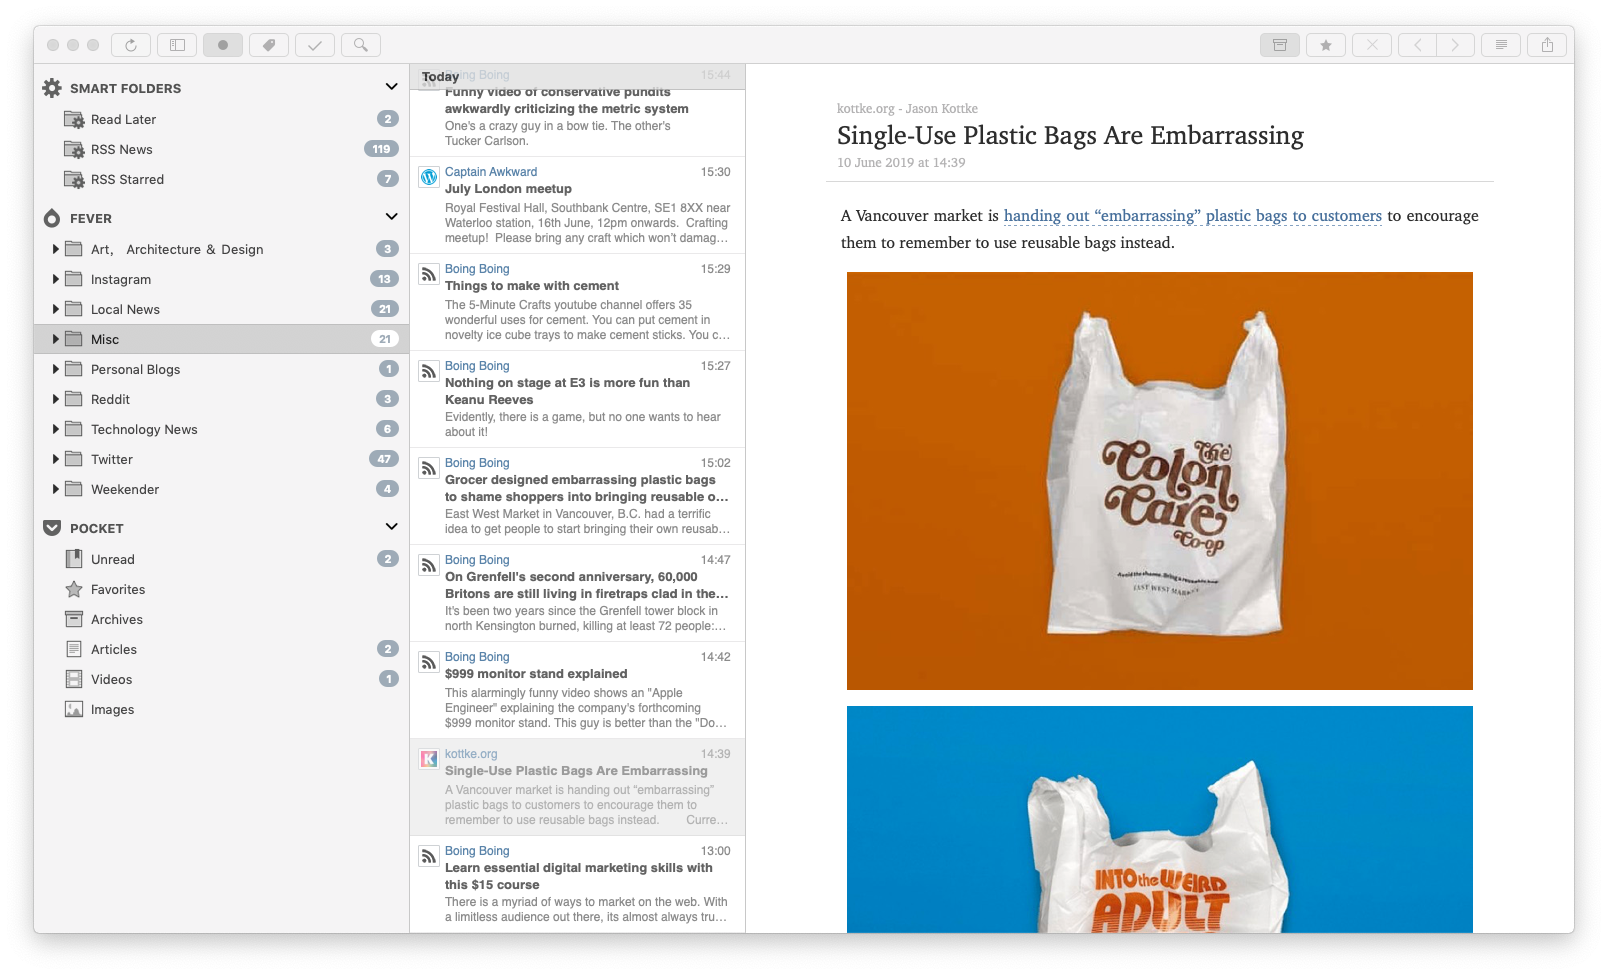 SMART FOLDERS
Read Later 2
RSS News 119
RSS Starred 7
FEVER
Art, Architecture & Design 3
Instagram 13
Local News 21
Misc 21
Personal Blogs 1
Reddit 3
Technology News 6
Twitter 47
Weekender 4
POCKET
Unread 2
Favorites
Archives
Articles 2
Videos 1
Images
Today
Boing Boing 15:44
Funny video of conservative pundits
awkwardly criticizing the metric system
One's a crazy guy in a bow tie. The other's
Tucker Carlson.
Captain Awkward 15:30
July London meetup
Royal Festival Hall, Southbank Centre, SE1 8XX near
Waterloo station, 16th June, 12pm onwards. Crafting
meetup! Please bring any craft which won't damag…
Boing Boing 15:29
Things to make with cement
The 5-Minute Crafts youtube channel offers 35
wonderful uses for cement. You can put cement in
novelty ice cube trays to make cement sticks. You c…
Boing Boing 15:27
Nothing on stage at E3 is more fun than
Keanu Reeves
Evidently, there is a game, but no one wants to hear
about it!
Boing Boing 15:02
Grocer designed embarrassing plastic bags
to shame shoppers into bringing reusable o…
East West Market in Vancouver, B.C. had a terrific
idea to get people to start bringing their own reusab…
Boing Boing 14:47
On Grenfell's second anniversary, 60,000
Britons are still living in firetraps clad in the…
It's been two years since the Grenfell tower block in
north Kensington burned, killing at least 72 people:…
Boing Boing 14:42
$999 monitor stand explained
This alarmingly funny video shows an "Apple
Engineer" explaining the company's forthcoming
$999 monitor stand. This guy is better than the "Do…
K
kottke.org 14:39
Single-Use Plastic Bags Are Embarrassing
A Vancouver market is handing out “embarrassing”
plastic bags to customers to encourage them to
remember to use reusable bags instead. Curre…
Boing Boing 13:00
Learn essential digital marketing skills with
this $15 course
There is a myriad of ways to market on the web. With
a limitless audience out there, its almost always tru…
kottke.org - Jason Kottke
Single-Use Plastic Bags Are Embarrassing
10 June 2019 at 14:39
A Vancouver market is handing out “embarrassing” plastic bags to customers to encourage
them to remember to use reusable bags instead.
The
Colon
Care
Co-op
Avoid the shame. Bring a reusable bag.
EAST WEST MARKET
INTO the WEIRD
ADULT